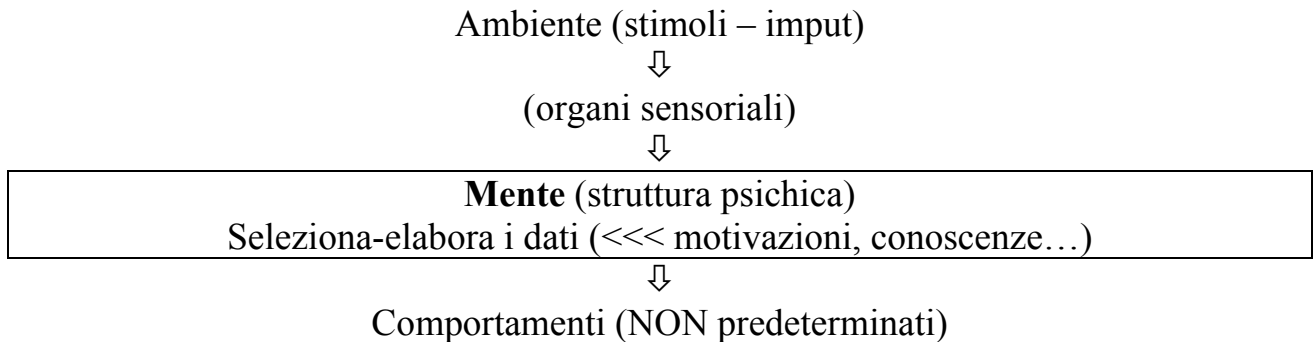 Ambiente (stimoli – imput)
⇩
(organi sensoriali)
⇩
Mente (struttura psichica)
Seleziona-elabora i dati (<<< motivazioni, conoscenze…)
⇩
Comportamenti (NON predeterminati)